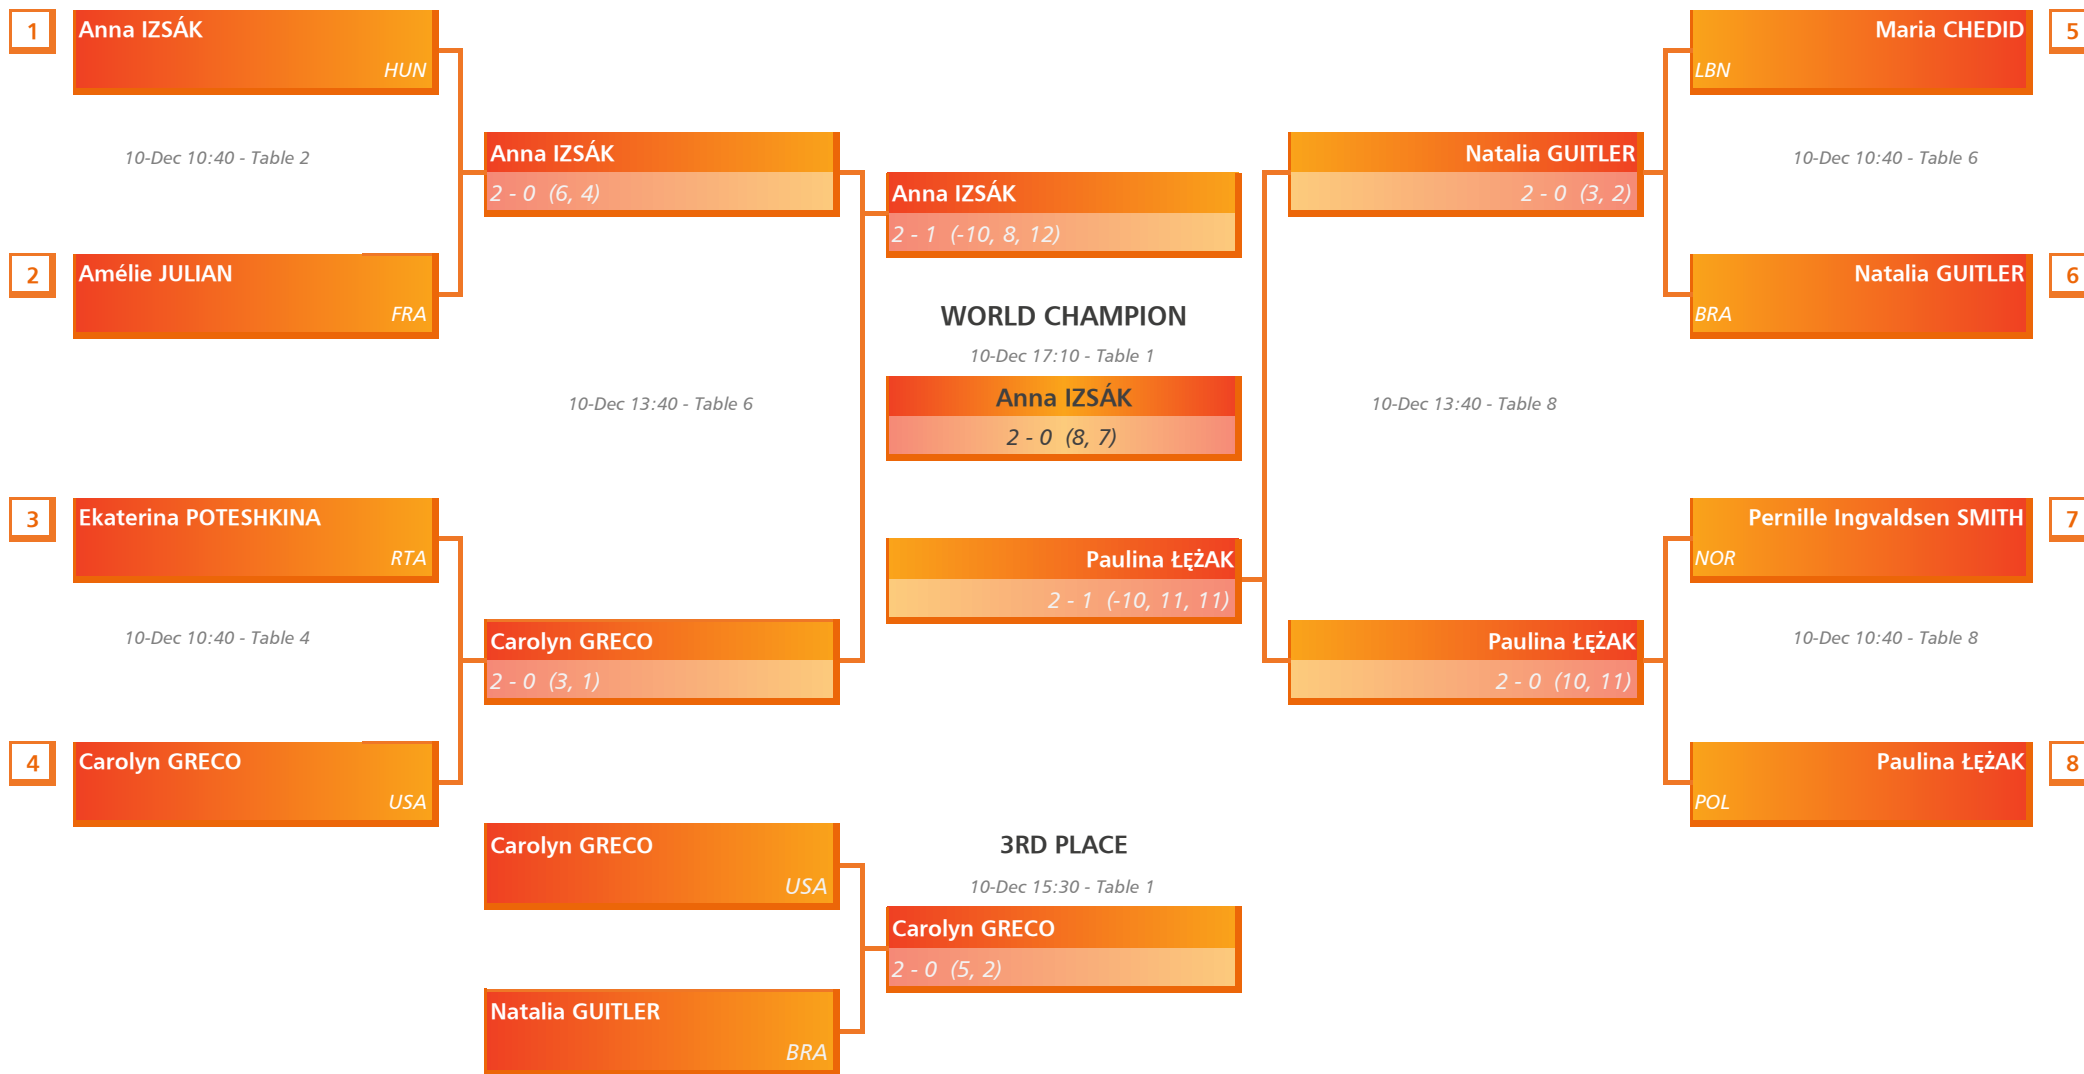 1
Anna IZSÁK
HUN
10-Dec 10:40 - Table 2
2
Amélie JULIAN
FRA
3
Ekaterina POTESHKINA
RTA
10-Dec 10:40 - Table 4
4
Carolyn GRECO
USA
Anna IZSÁK
2 - 0 (6, 4)
10-Dec 13:40 - Table 6
Carolyn GRECO
2 - 0 (3, 1)
Anna IZSÁK
2 - 1 (-10, 8, 12)
WORLD CHAMPION
10-Dec 17:10 - Table 1
Anna IZSÁK
2 - 0 (8, 7)
Paulina ŁĘŻAK
2 - 1 (-10, 11, 11)
Natalia GUITLER
2 - 0 (3, 2)
10-Dec 13:40 - Table 8
Paulina ŁĘŻAK
2 - 0 (10, 11)
Maria CHEDID
5
LBN
10-Dec 10:40 - Table 6
Natalia GUITLER
6
BRA
Pernille Ingvaldsen SMITH
7
NOR
10-Dec 10:40 - Table 8
Paulina ŁĘŻAK
8
POL
Carolyn GRECO
USA
Natalia GUITLER
BRA
3RD PLACE
10-Dec 15:30 - Table 1
Carolyn GRECO
2 - 0 (5, 2)